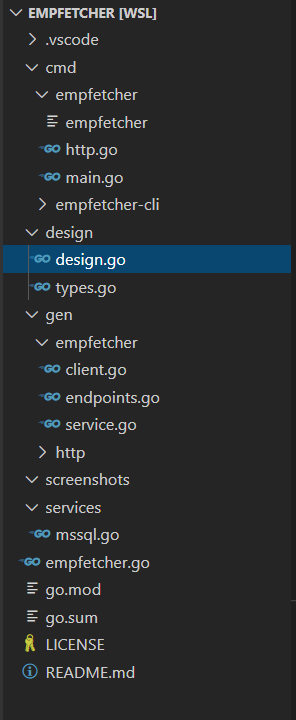 EMPFETCHER [WSL]
.vscode
cmd
empfetcher
empfetcher
GO http.go
GO main.go
empfetcher-cli
design
GO design.go
GO types.go
gen
empfetcher
GO client.go
GO endpoints.go
GO service.go
http
screenshots
services
GO mssql.go
GO empfetcher.go
go.mod
go.sum
LICENSE
README.md